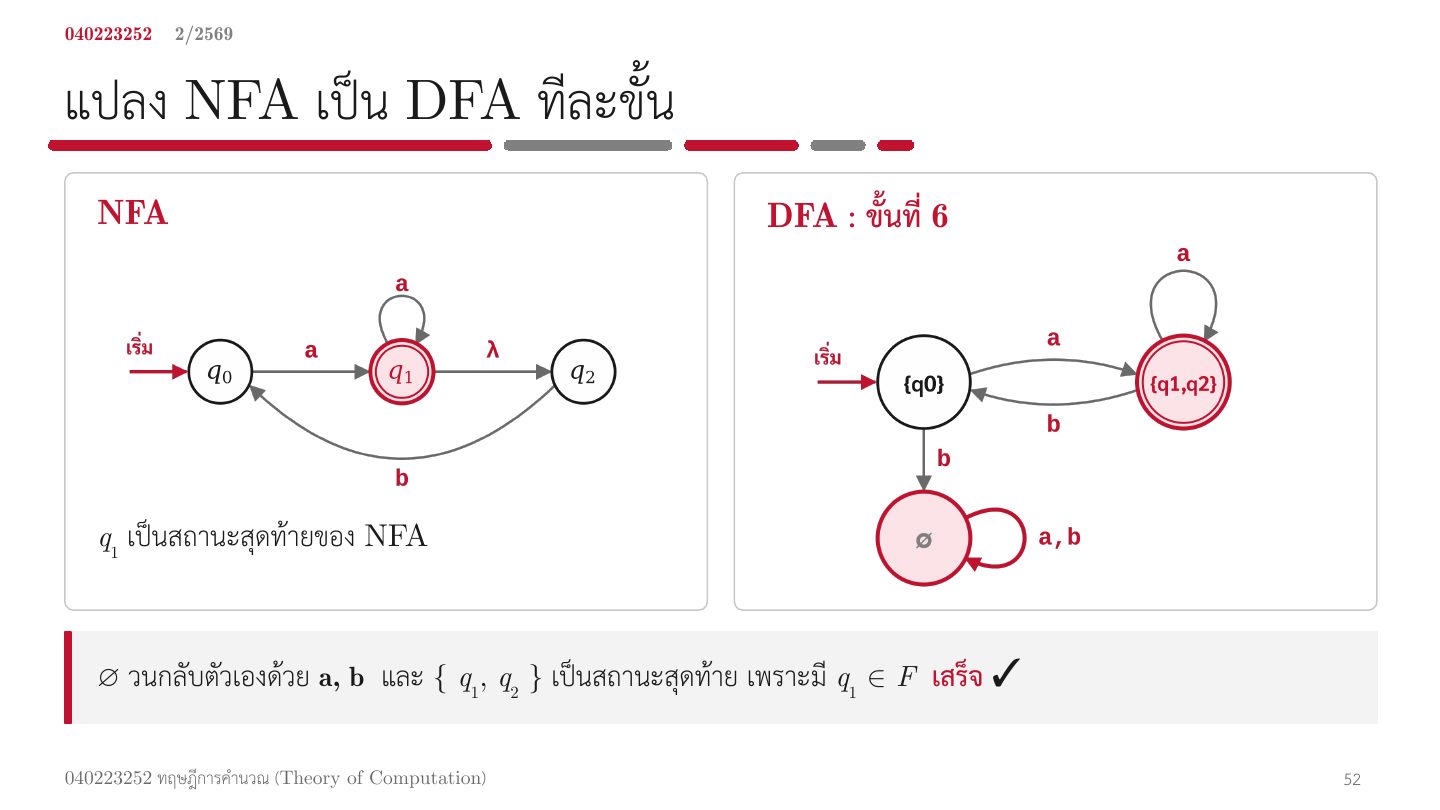 040223252 2/2569
แปลง NFA เป็น DFA ทีละขั้น
NFA
a
เริ่ม
a
λ
q0
q1
q2
b
q1 เป็นสถานะสุดท้ายของ NFA
DFA : ขั้นที่ 6
a
a
เริ่ม
{q0}
{q1,q2}
b
b
∅
a,b
∅ วนกลับตัวเองด้วย a, b และ { q1, q2 } เป็นสถานะสุดท้าย เพราะมี q1 ∈ F เสร็จ ✓
040223252 ทฤษฎีการคำนวณ (Theory of Computation)
52